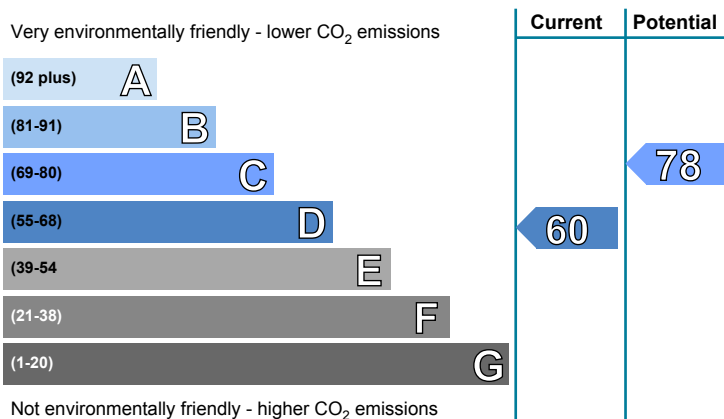 Very environmentally friendly - lower CO2 emissions
Current
Potential
(92 plus) A
(81-91) B
(69-80) C
78
(55-68) D
60
(39-54 E
(21-38) F
(1-20) G
Not environmentally friendly - higher CO2 emissions